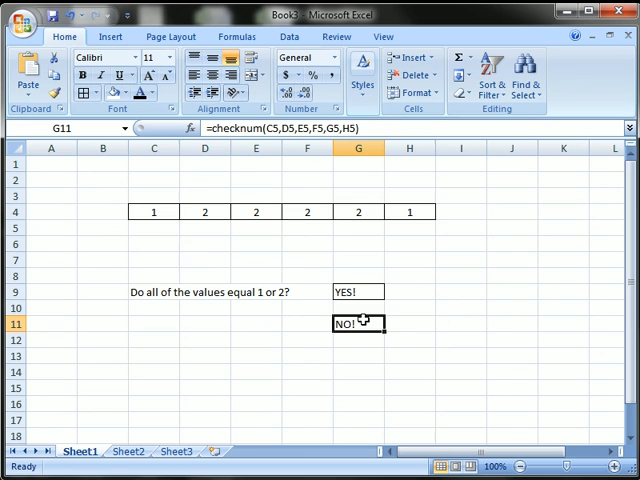 Book3 - Microsoft Excel
Home Insert Page Layout Formulas Data Review View
Paste
Clipboard
Calibri 11
B I U A A
A
Font
Alignment
General
$ % ,
.0 .00
.00 .0
Number
Styles
Insert
Delete
Format
Cells
Σ
Sort & Filter
Find & Select
Editing
G11 fx =checknum(C5,D5,E5,F5,G5,H5)
A B C D E F G H I J K L
1
2
3
4 1 2 2 2 2 1
5
6
7
8
9 Do all of the values equal 1 or 2? YES!
10
11 NO!
12
13
14
15
16
17
18
Sheet1 Sheet2 Sheet3
Ready 100%